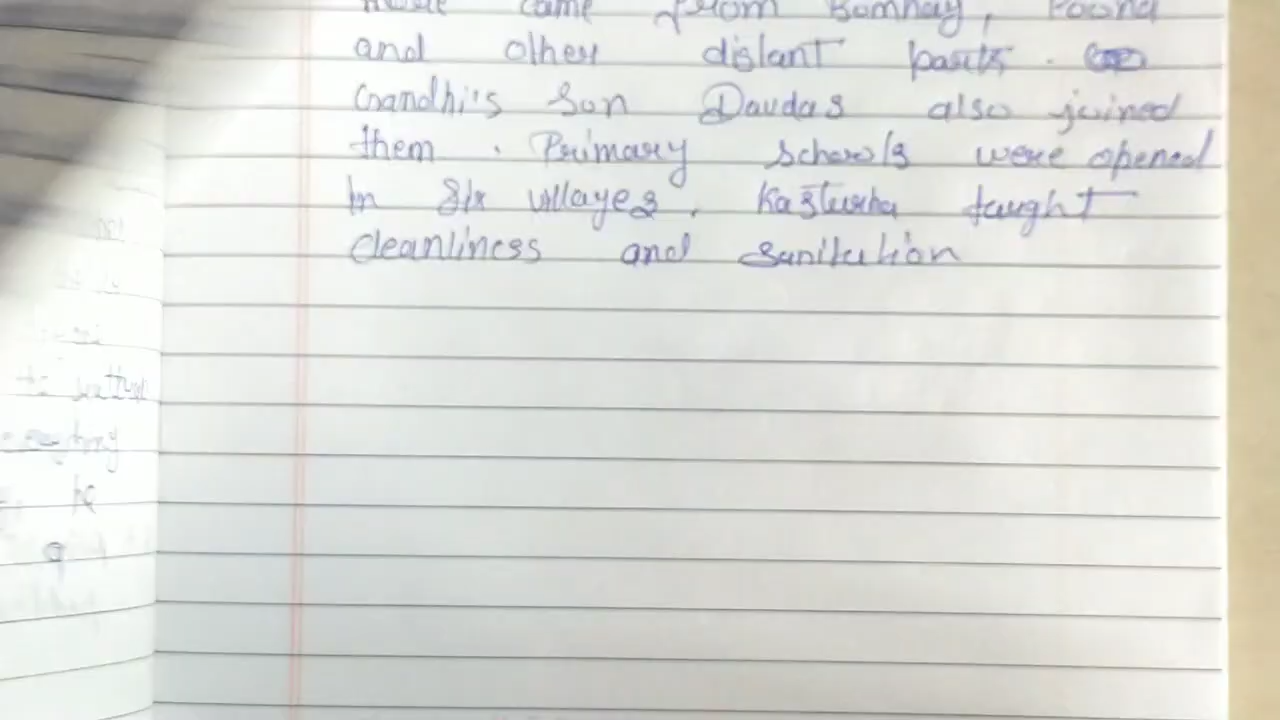 came from Bombay, Poona
and other distant parts.
Gandhi's Son Davdas also joined
them. Primary schools were opened
In Six villages. Kasturba taught
cleanliness and Sanitation